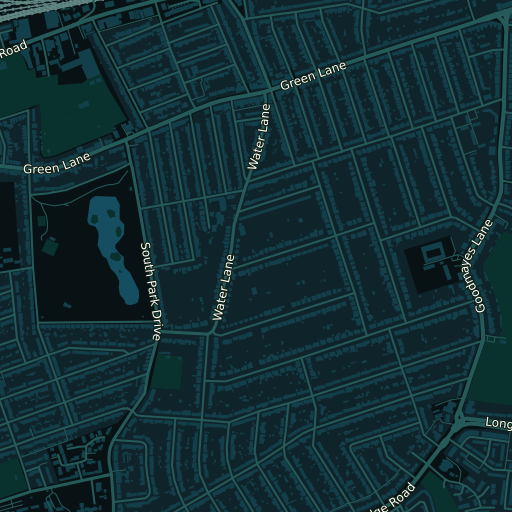 Road
Green Lane
Water Lane
Green Lane
Goodmayes Lane
South Park Drive
Water Lane
Long
dge Road